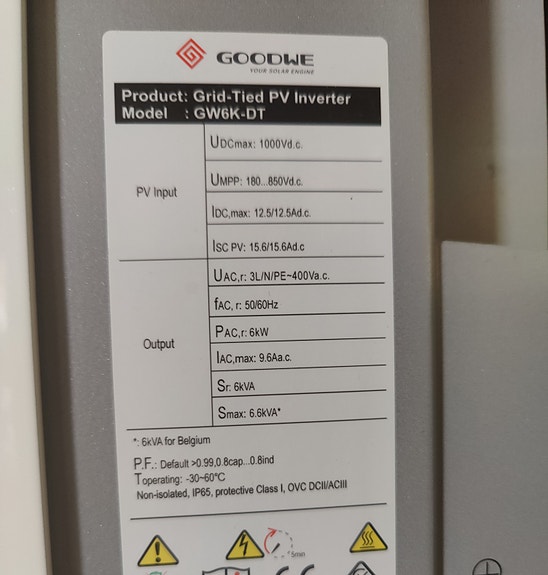 GOODWE
YOUR SOLAR ENGINE
Product: Grid-Tied PV Inverter
Model : GW6K-DT
PV Input
UDCmax: 1000Vd.c.
UMPP: 180...850Vd.c.
IDC,max: 12.5/12.5Ad.c.
ISC PV: 15.6/15.6Ad.c
Output
UAC,r: 3L/N/PE~400Va.c.
fAC, r: 50/60Hz
PAC,r: 6kW
IAC,max: 9.6Aa.c.
Sr: 6kVA
Smax: 6.6kVA*
*: 6kVA for Belgium
P.F.: Default >0.99,0.8cap...0.8ind
Toperating: -30~60°C
Non-isolated, IP65, protective Class I, OVC DCII/ACIII
5min